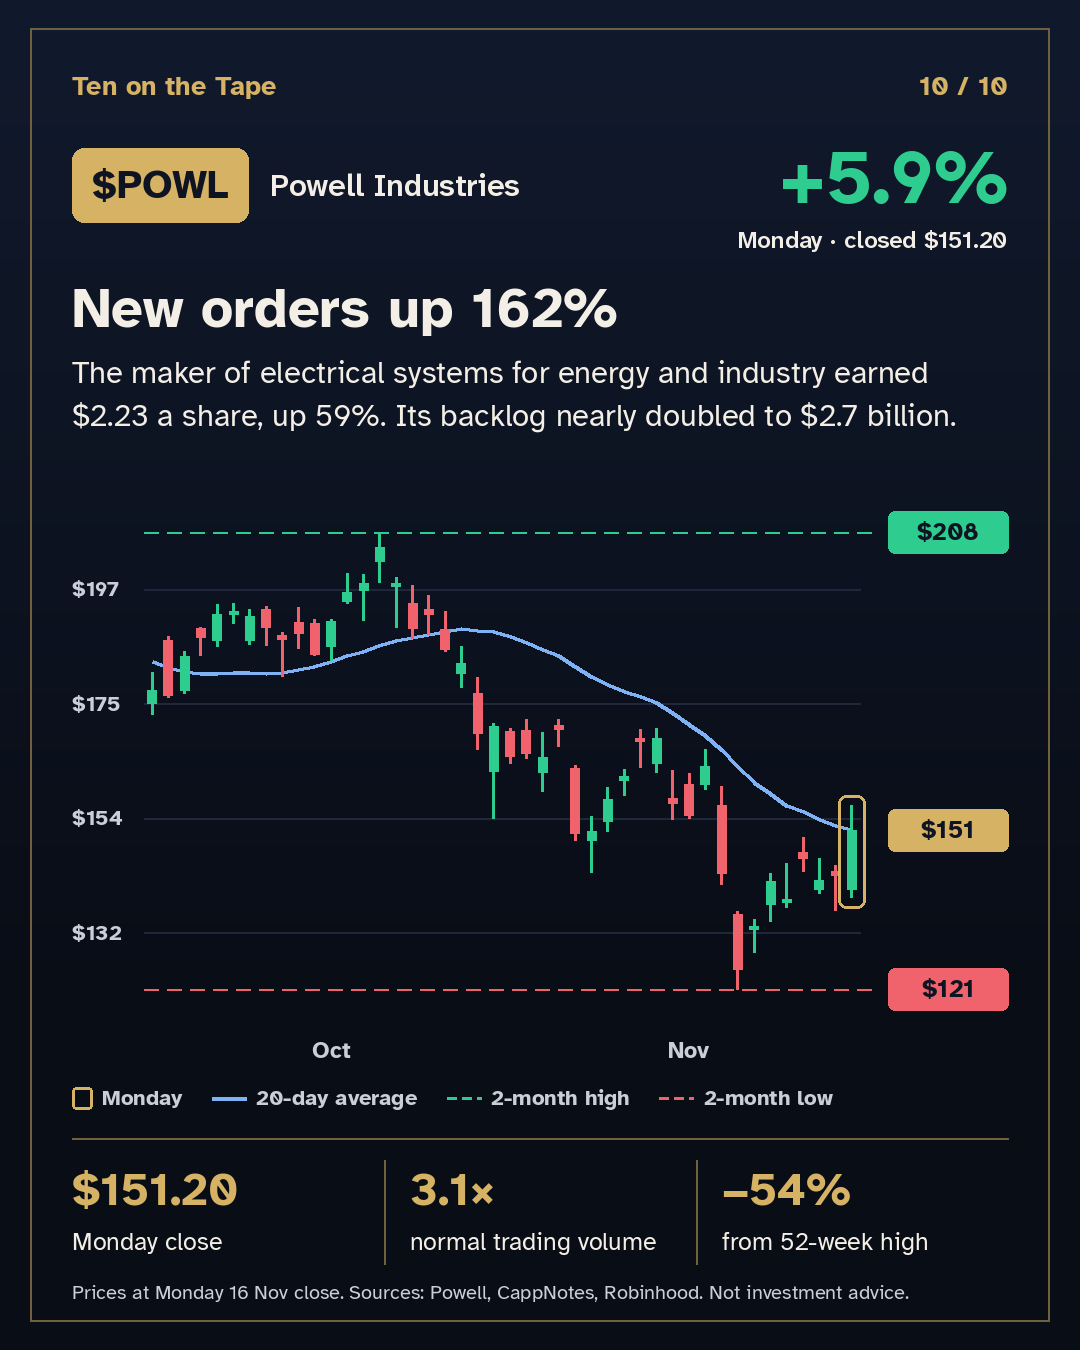 Ten on the Tape
10 / 10
$POWL
Powell Industries
+5.9%
Monday · closed $151.20
New orders up 162%
The maker of electrical systems for energy and industry earned
$2.23 a share, up 59%. Its backlog nearly doubled to $2.7 billion.
$208
$197
$175
$154
$151
$132
$121
Oct
Nov
Monday
20-day average
2-month high
2-month low
$151.20
3.1×
−54%
Monday close
normal trading volume
from 52-week high
Prices at Monday 16 Nov close. Sources: Powell, CappNotes, Robinhood. Not investment advice.